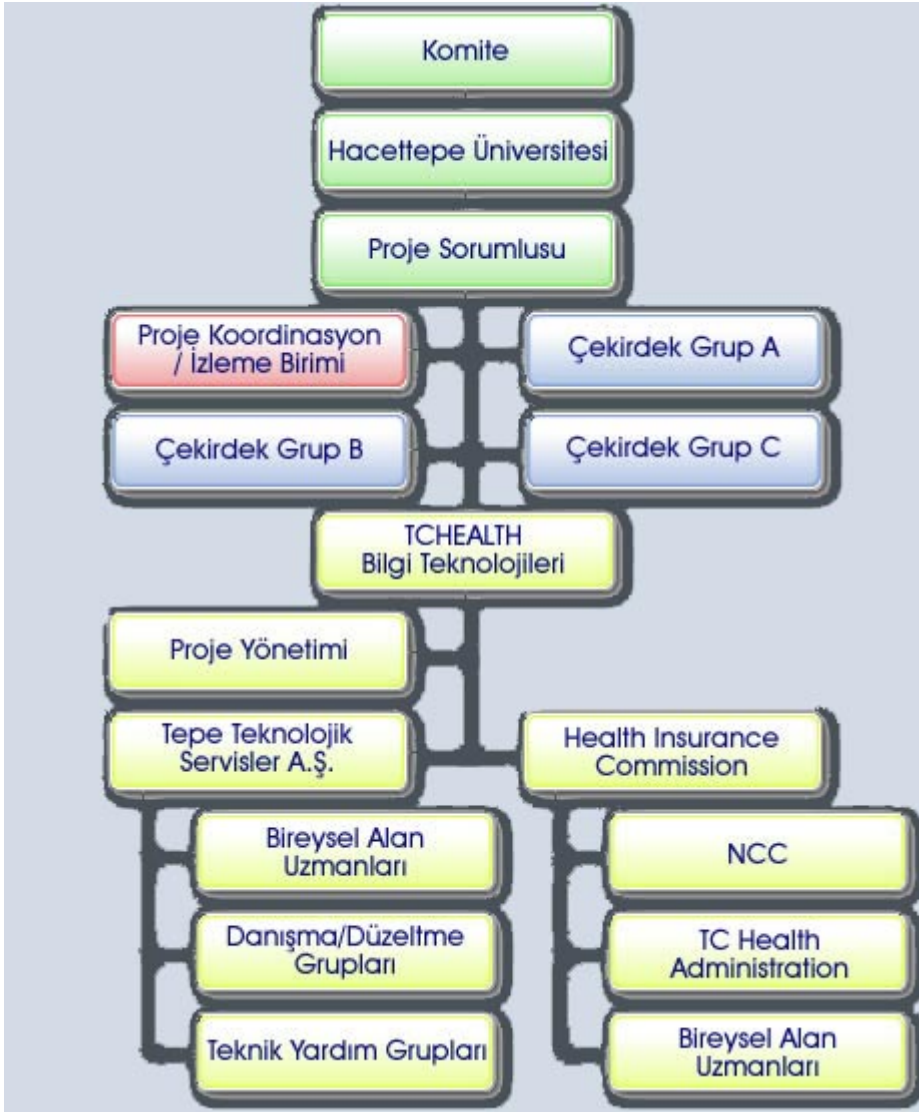 Komite
Hacettepe Üniversitesi
Proje Sorumlusu
Proje Koordinasyon
/ İzleme Birimi
Çekirdek Grup A
Çekirdek Grup B
Çekirdek Grup C
TCHEALTH
Bilgi Teknolojileri
Proje Yönetimi
Tepe Teknolojik
Servisler A.Ş.
Health Insurance
Commission
Bireysel Alan
Uzmanları
NCC
Danışma/Düzeltme
Grupları
TC Health
Administration
Teknik Yardım Grupları
Bireysel Alan
Uzmanları